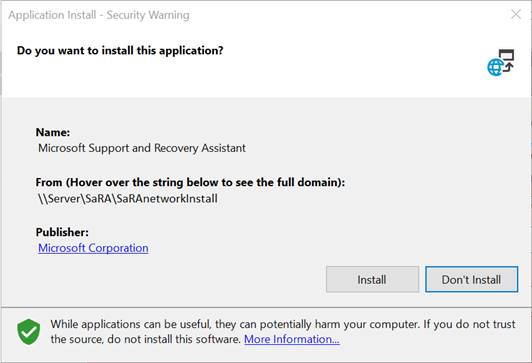 Application Install - Security Warning
Do you want to install this application?
Name:
Microsoft Support and Recovery Assistant
From (Hover over the string below to see the full domain):
\\Server\SaRA\SaRAnetworkInstall
Publisher:
Microsoft Corporation
Install Don't Install
While applications can be useful, they can potentially harm your computer. If you do not trust
the source, do not install this software. More Information...